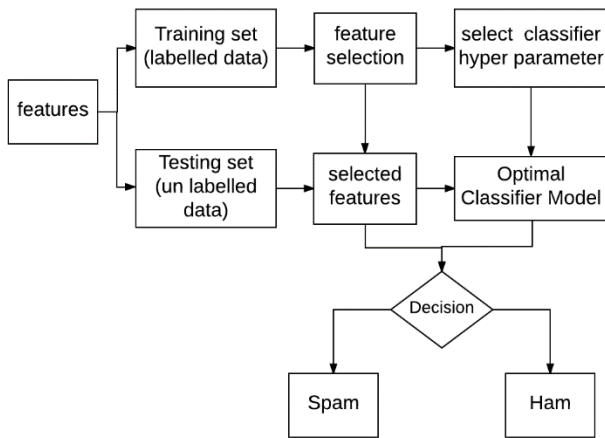 features
Training set
(labelled data)
feature
selection
select classifier
hyper parameter
Testing set
(un labelled
data)
selected
features
Optimal
Classifier Model
Decision
Spam
Ham